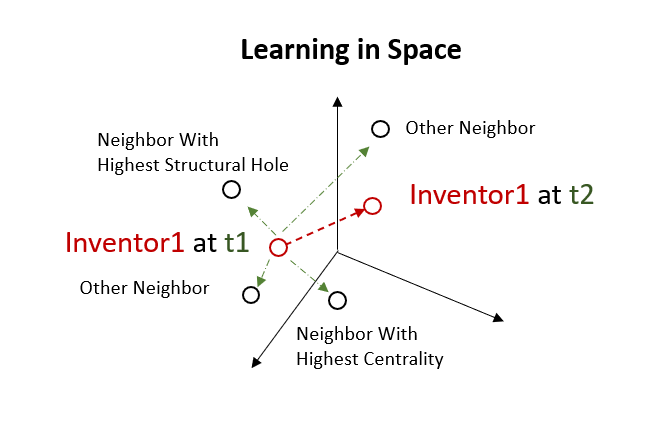 Learning in Space
Other Neighbor
Neighbor With
Highest Structural Hole
Inventor1 at t2
Inventor1 at t1
Other Neighbor
Neighbor With
Highest Centrality